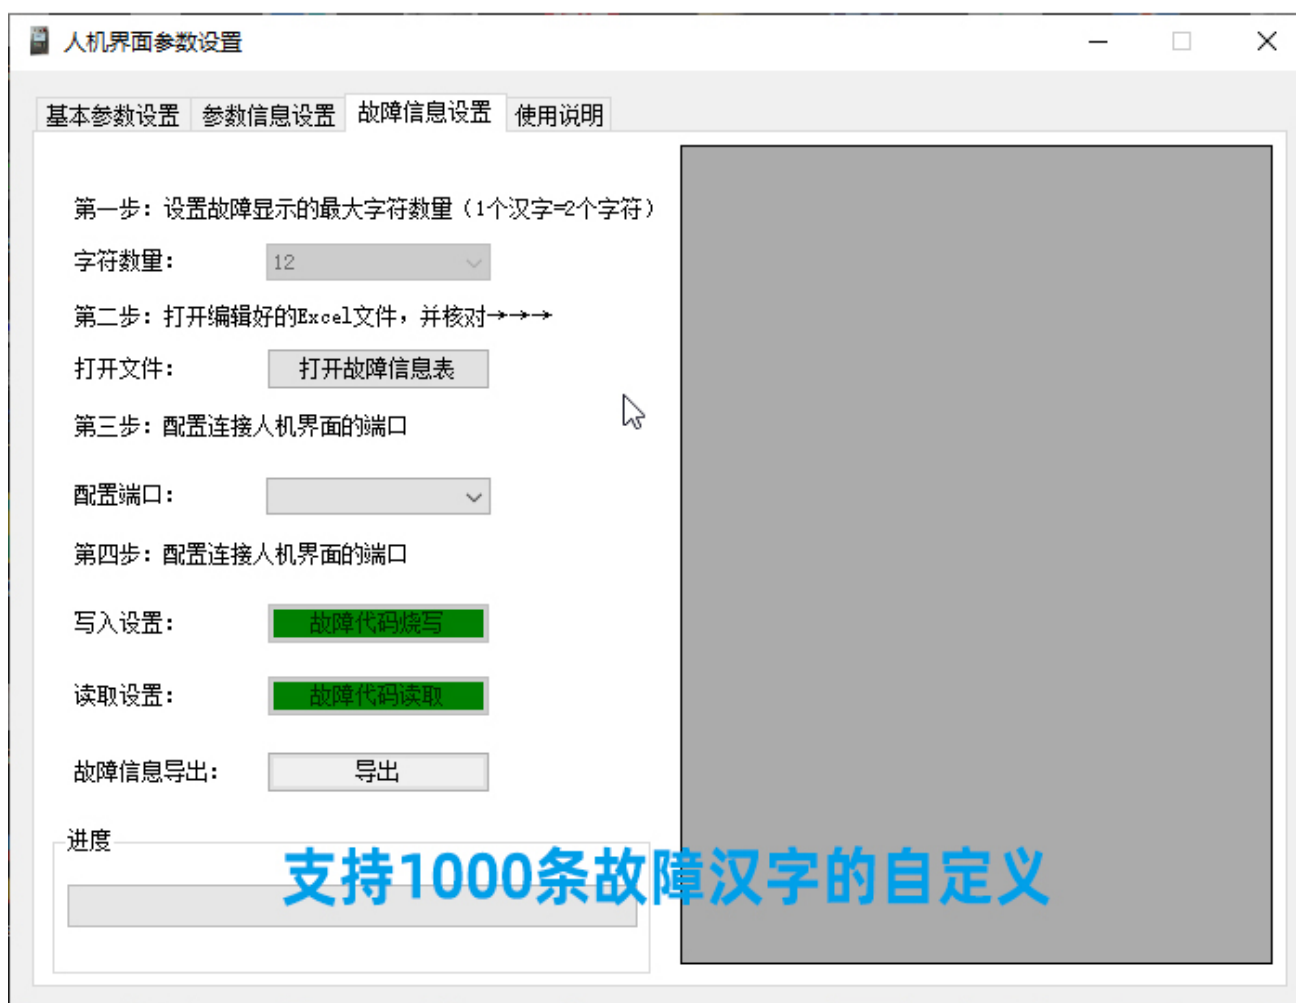 人机界面参数设置
基本参数设置 参数信息设置 故障信息设置 使用说明
第一步：设置故障显示的最大字符数量（1个汉字=2个字符）
字符数量： 12
第二步：打开编辑好的Excel文件，并核对→→→
打开文件： 打开故障信息表
第三步：配置连接人机界面的端口
配置端口：
第四步：配置连接人机界面的端口
写入设置： 故障代码烧写
读取设置： 故障代码读取
故障信息导出： 导出
进度
支持1000条故障汉字的自定义